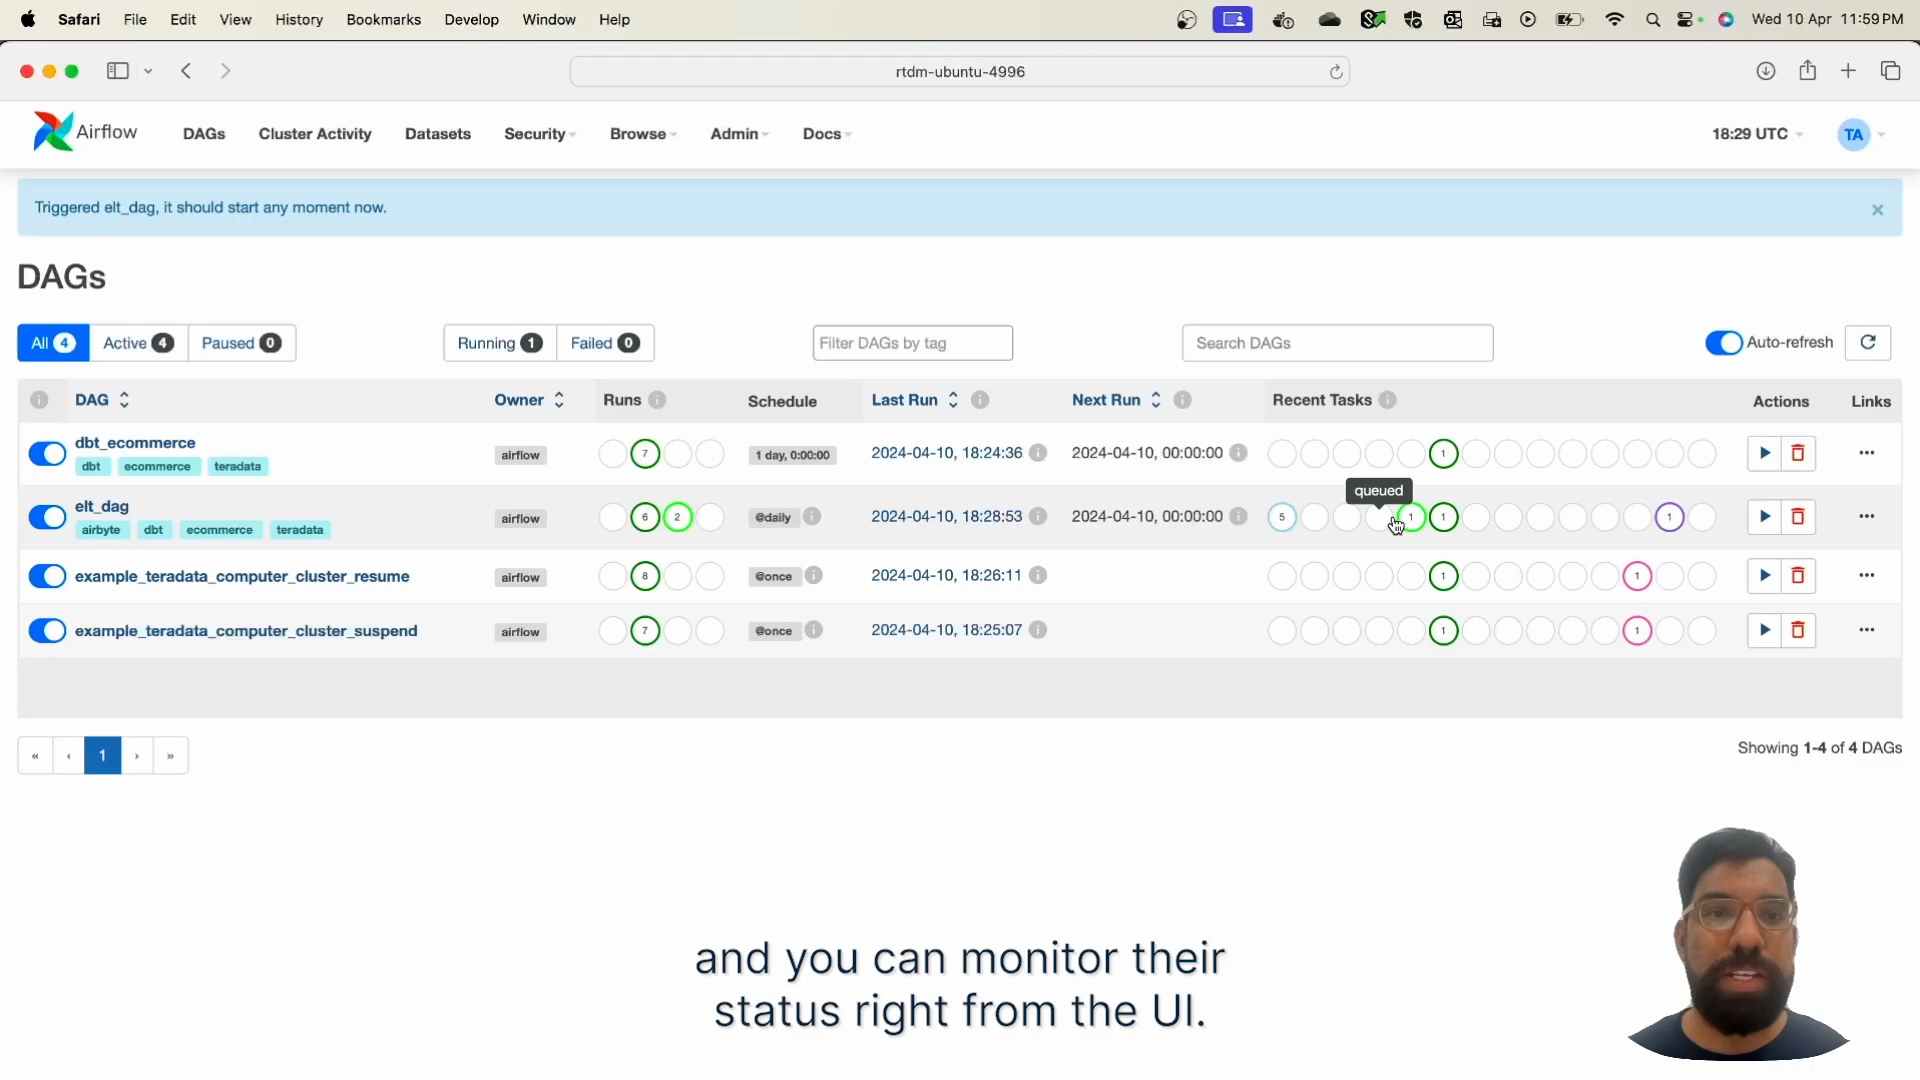 Safari File Edit View History Bookmarks Develop Window Help Wed 10 Apr 11:59 PM
rtdm-ubuntu-4996
Airflow DAGs Cluster Activity Datasets Security Browse Admin Docs 18:29 UTC TA
Triggered elt_dag, it should start any moment now. ×
DAGs
All 4 Active 4 Paused 0 Running 1 Failed 0 Filter DAGs by tag Search DAGs Auto-refresh
DAG Owner Runs Schedule Last Run Next Run Recent Tasks Actions Links
dbt_ecommerce airflow 7 1 day, 0:00:00 2024-04-10, 18:24:36 2024-04-10, 00:00:00 1
dbt ecommerce teradata
queued
elt_dag airflow 6 2 @daily 2024-04-10, 18:28:53 2024-04-10, 00:00:00 5 1 1 1
airbyte dbt ecommerce teradata
example_teradata_computer_cluster_resume airflow 8 @once 2024-04-10, 18:26:11 1 1
example_teradata_computer_cluster_suspend airflow 7 @once 2024-04-10, 18:25:07 1 1
« ‹ 1 › »
Showing 1-4 of 4 DAGs
and you can monitor their
status right from the UI.